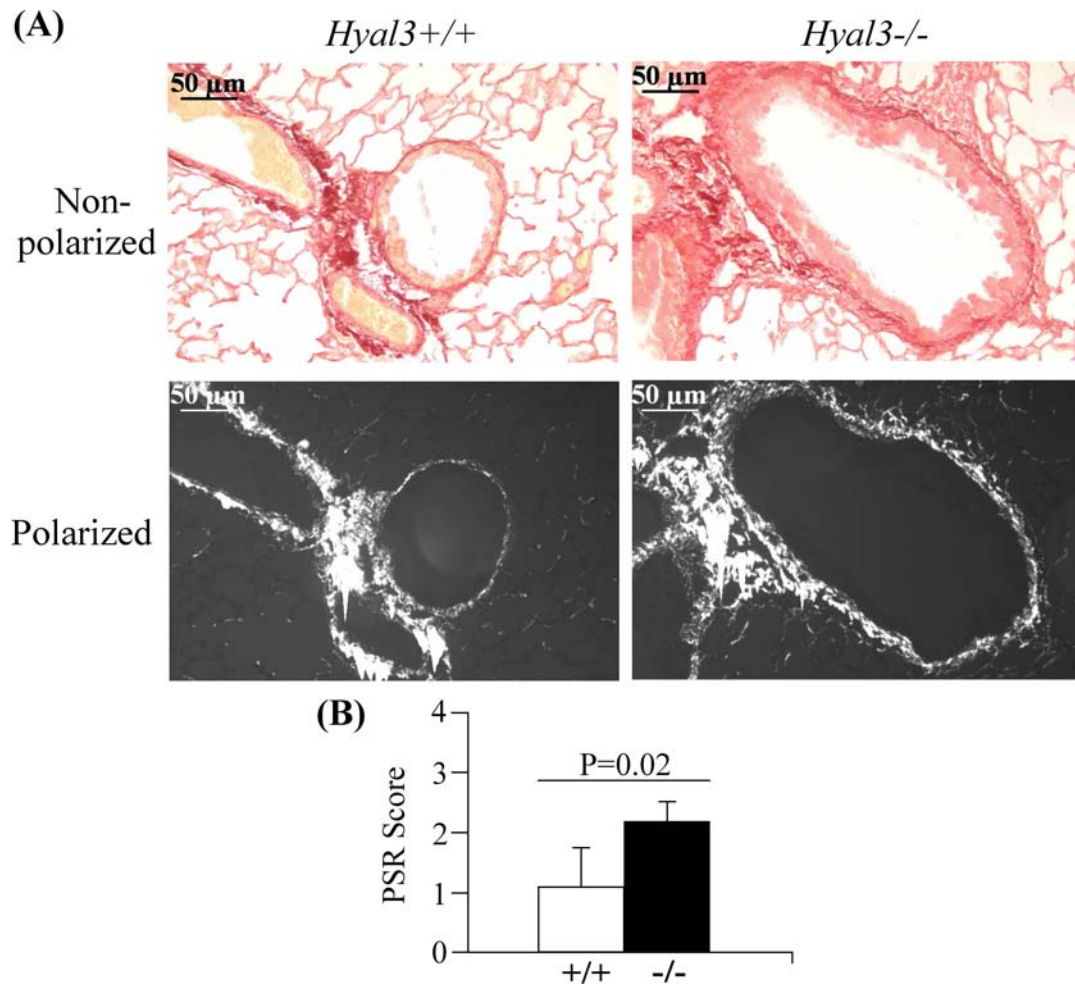 (A)
Hyal3+/+
Hyal3-/-
Non-
polarized
50 µm
50 µm
Polarized
50 µm
50 µm
(B)
PSR Score
4
3
2
1
0
P=0.02
+/+
-/-